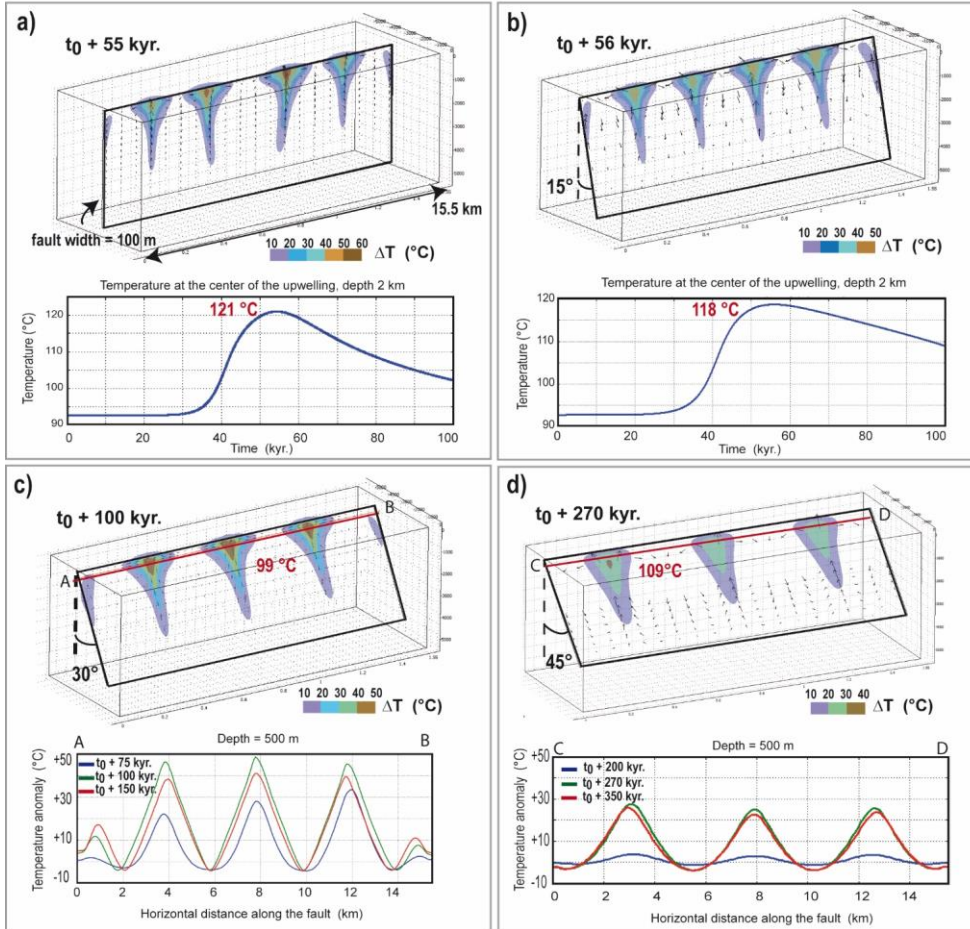 a)
t0 + 55 kyr.
fault width = 100 m
15.5 km
10 20 30 40 50 60 ΔT (°C)
Temperature at the center of the upwelling, depth 2 km
121 °C
Temperature (°C)
120
110
100
90
0 20 40 60 80 100
Time (kyr.)
b)
t0 + 56 kyr.
15°
10 20 30 40 50 ΔT (°C)
Temperature at the center of the upwelling, depth 2 km
118 °C
Temperature (°C)
120
110
100
90
0 20 40 60 80 100
Time (kyr.)
c)
t0 + 100 kyr.
B
99 °C
A
30°
10 20 30 40 50 ΔT (°C)
A Depth = 500 m B
+50
+30
+10
-10
t0 + 75 kyr.
t0 + 100 kyr.
t0 + 150 kyr.
Temperature anomaly (°C)
0 2 4 6 8 10 12 14
Horizontal distance along the fault (km)
d)
t0 + 270 kyr.
D
C
109°C
45°
10 20 30 40 ΔT (°C)
C Depth = 500 m D
+50
+30
+10
-10
t0 + 200 kyr.
t0 + 270 kyr.
t0 + 350 kyr.
Temperature anomaly (°C)
0 2 4 6 8 10 12 14
Horizontal distance along the fault (km)